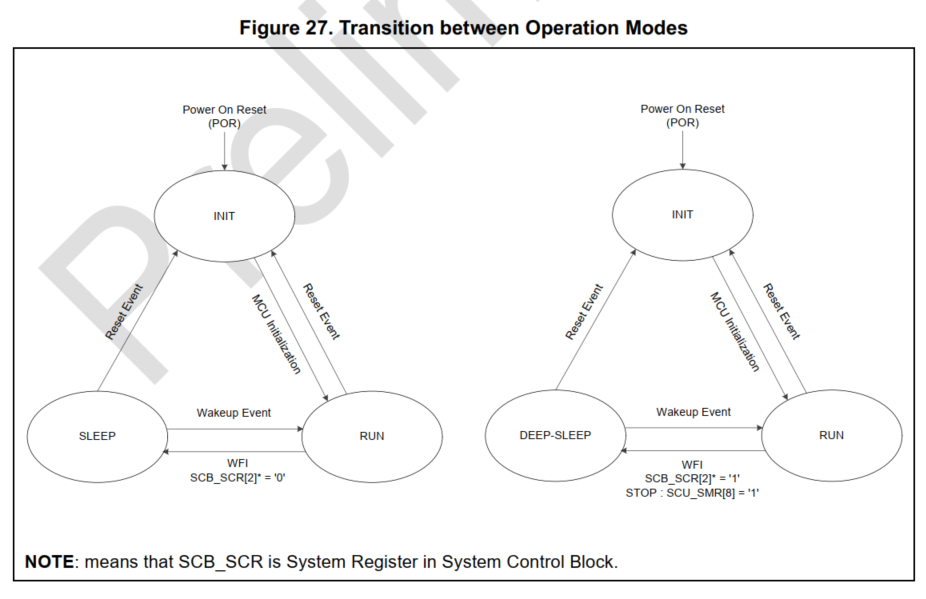 Figure 27. Transition between Operation Modes
Power On Reset
(POR)
INIT
Reset Event
MCU Initialization
Reset Event
SLEEP
Wakeup Event
RUN
WFI
SCB_SCR[2]* = '0'
Power On Reset
(POR)
INIT
Reset Event
MCU Initialization
Reset Event
DEEP-SLEEP
Wakeup Event
RUN
WFI
SCB_SCR[2]* = '1'
STOP : SCU_SMR[8] = '1'
NOTE: means that SCB_SCR is System Register in System Control Block.